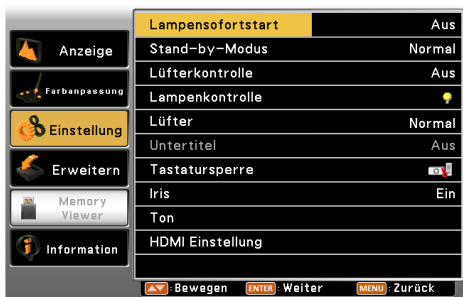 Anzeige
Farbanpassung
Einstellung
Erweitern
Memory
Viewer
Information
Lampensofortstart Aus
Stand-by-Modus Normal
Lüfterkontrolle Aus
Lampenkontrolle
Lüfter Normal
Untertitel Aus
Tastatursperre
Iris Ein
Ton
HDMI Einstellung
:Bewegen ENTER:Weiter MENU:Zurück